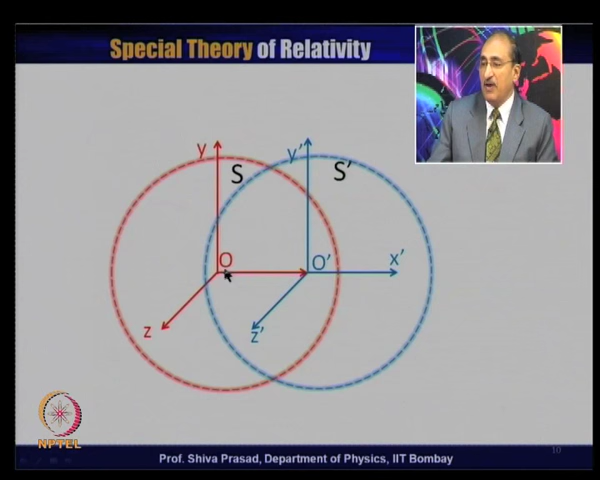 Special Theory of Relativity
y
S
y'
S'
O
O'
x'
z
z'
NPTEL
10
Prof. Shiva Prasad, Department of Physics, IIT Bombay